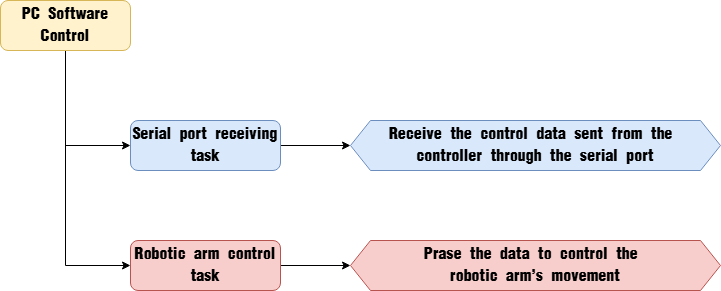 PC Software
Control
Serial port receiving
task
Receive the control data sent from the
controller through the serial port
Robotic arm control
task
Prase the data to control the
robotic arm's movement